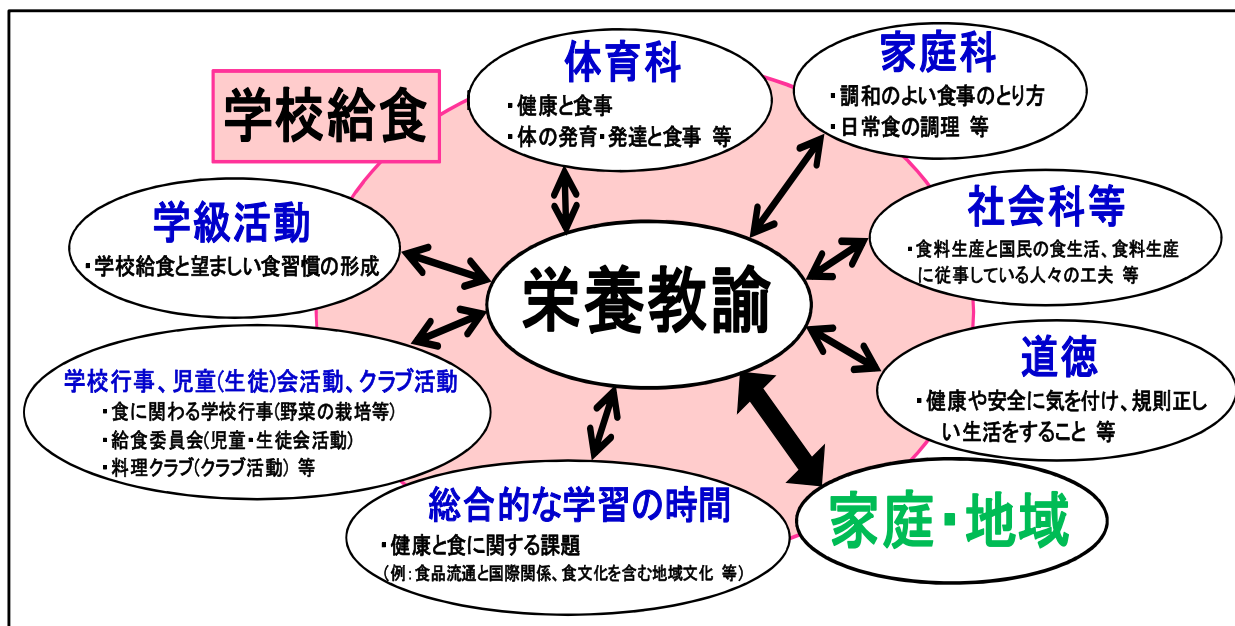 学校給食
体育科
・健康と食事
・体の発育・発達と食事 等
家庭科
・調和のよい食事のとり方
・日常食の調理 等
学級活動
・学校給食と望ましい食習慣の形成
社会科等
・食料生産と国民の食生活、食料生産
に従事している人々の工夫 等
栄養教諭
学校行事、児童(生徒)会活動、クラブ活動
・食に関わる学校行事(野菜の栽培等)
・給食委員会(児童・生徒会活動)
・料理クラブ(クラブ活動) 等
道徳
・健康や安全に気を付け、規則正し
い生活をすること 等
総合的な学習の時間
・健康と食に関する課題
(例:食品流通と国際関係、食文化を含む地域文化 等)
家庭・地域